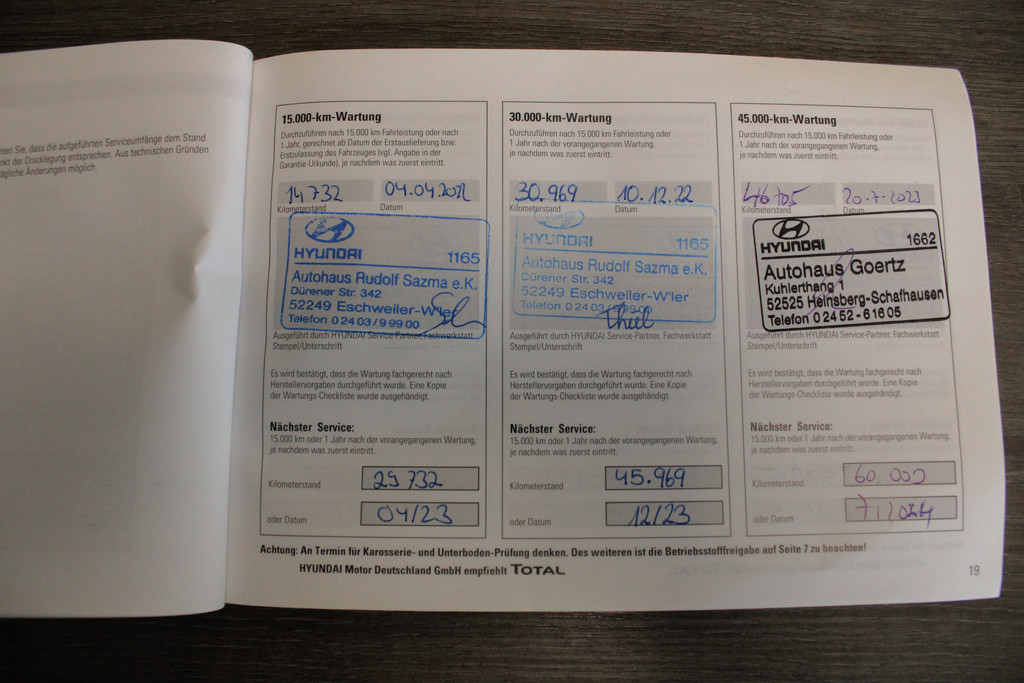 nten Sie, dass die aufgeführten Serviceumfänge dem Stand
nkt der Drucklegung entsprechen. Aus technischen Gründen
ägliche Änderungen möglich.
15.000-km-Wartung
Durchzuführen nach 15.000 km Fahrleistung oder nach
1 Jahr, gerechnet ab Datum der Erstauslieferung bzw.
Erstzulassung des Fahrzeuges (vgl. Angabe in der
Garantie-Urkunde), je nachdem was zuerst eintritt.
14 732 04.04.2022
Kilometerstand Datum
HYUNDAI 1165
Autohaus Rudolf Sazma e.K.
Dürener Str. 342
52249 Eschweiler-W'ler
Telefon 0 24 03 / 9 99 00
Ausgeführt durch HYUNDAI Service-Partner, Fachwerkstatt
Stempel/Unterschrift
Es wird bestätigt, dass die Wartung fachgerecht nach
Herstellervorgaben durchgeführt wurde. Eine Kopie
der Wartungs-Checkliste wurde ausgehändigt.
Nächster Service:
15.000 km oder 1 Jahr nach der vorangegangenen Wartung,
je nachdem was zuerst eintritt.
Kilometerstand 29 732
oder Datum 04/23
30.000-km-Wartung
Durchzuführen nach 15.000 km Fahrleistung oder
1 Jahr nach der vorangegangenen Wartung,
je nachdem was zuerst eintritt.
30.969 10.12.22
Kilometerstand Datum
HYUNDAI 1165
Autohaus Rudolf Sazma e.K.
Dürener Str. 342
52249 Eschweiler-W'ler
Telefon 0 24 03 / 9 99 00
Ausgeführt durch HYUNDAI Service-Partner, Fachwerkstatt
Stempel/Unterschrift
Es wird bestätigt, dass die Wartung fachgerecht nach
Herstellervorgaben durchgeführt wurde. Eine Kopie
der Wartungs-Checkliste wurde ausgehändigt.
Nächster Service:
15.000 km oder 1 Jahr nach der vorangegangenen Wartung,
je nachdem was zuerst eintritt.
Kilometerstand 45.969
oder Datum 12/23
45.000-km-Wartung
Durchzuführen nach 15.000 km Fahrleistung oder
1 Jahr nach der vorangegangenen Wartung,
je nachdem was zuerst eintritt.
46705 20-7-2023
Kilometerstand Datum
HYUNDAI 1662
Autohaus Goertz
Kuhlerthang 1
52525 Heinsberg-Schafhausen
Telefon 0 24 52 - 6 16 05
Ausgeführt durch HYUNDAI Service-Partner, Fachwerkstatt
Stempel/Unterschrift
Es wird bestätigt, dass die Wartung fachgerecht nach
Herstellervorgaben durchgeführt wurde. Eine Kopie
der Wartungs-Checkliste wurde ausgehändigt.
Nächster Service:
15.000 km oder 1 Jahr nach der vorangegangenen Wartung,
je nachdem was zuerst eintritt.
Kilometerstand 60.000
oder Datum 7/2024
Achtung: An Termin für Karosserie- und Unterboden-Prüfung denken. Des weiteren ist die Betriebsstofffreigabe auf Seite 7 zu beachten!
HYUNDAI Motor Deutschland GmbH empfiehlt TOTAL
19